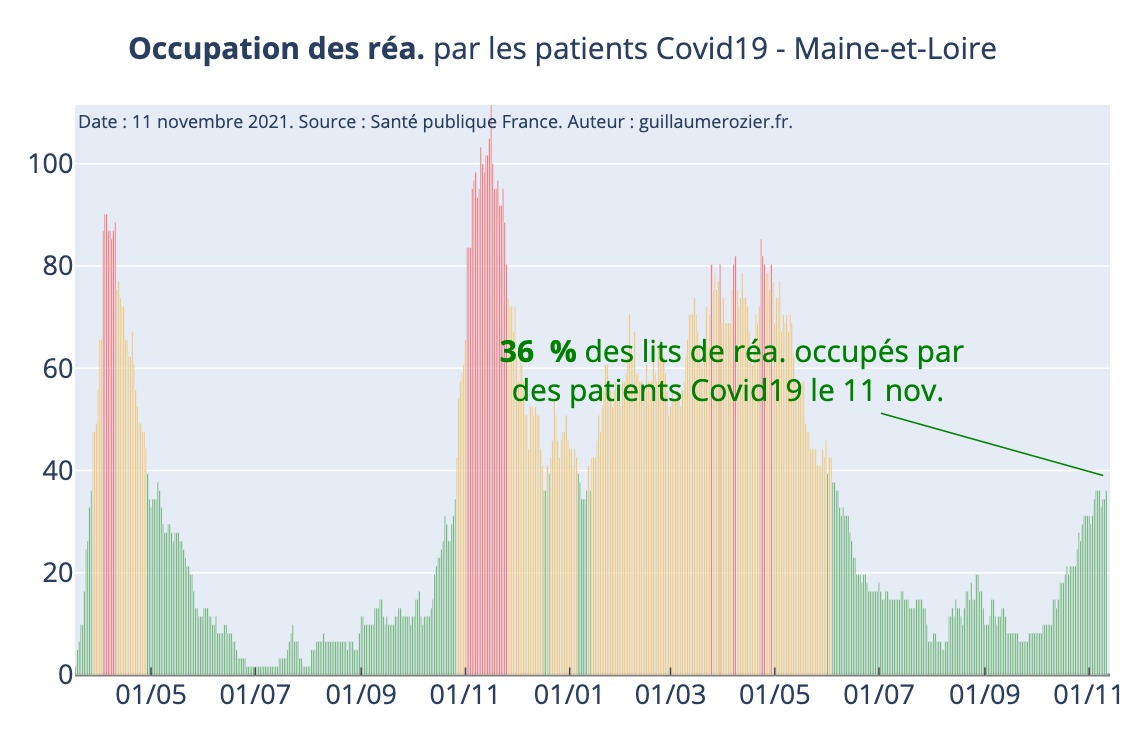 Occupation des réa. par les patients Covid19 - Maine-et-Loire
Date : 11 novembre 2021. Source : Santé publique France. Auteur : guillaumerozier.fr.
100
80
60
40
20
0
36 % des lits de réa. occupés par
des patients Covid19 le 11 nov.
01/05 01/07 01/09 01/11 01/01 01/03 01/05 01/07 01/09 01/11